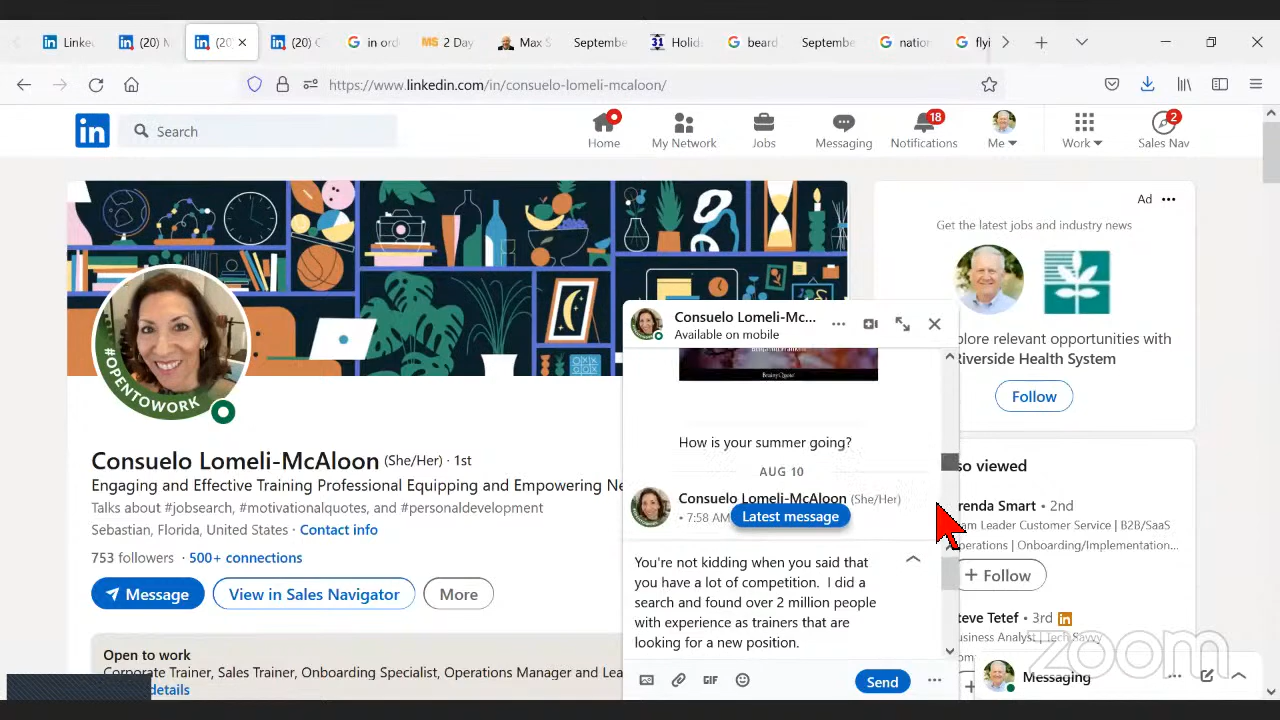 Linke
(20) M
(20)
(20) C
in ord
2 Day
Max S
Septembe
Holid
beard
Septembe
nation
flyi
https://www.linkedin.com/in/consuelo-lomeli-mcaloon/
in
Search
Home
My Network
Jobs
Messaging
18
Notifications
Me
Work
2
Sales Nav
Ad
Get the latest jobs and industry news
plore relevant opportunities with
Riverside Health System
Follow
#OPENTOWORK
Consuelo Lomeli-McAloon (She/Her) · 1st
Engaging and Effective Training Professional Equipping and Empowering Ne
Talks about #jobsearch, #motivationalquotes, and #personaldevelopment
Sebastian, Florida, United States · Contact info
753 followers · 500+ connections
Message
View in Sales Navigator
More
Open to work
Corporate Trainer, Sales Trainer, Onboarding Specialist, Operations Manager and Lea
details
Consuelo Lomeli-Mc...
Available on mobile
BrainyQuote
How is your summer going?
AUG 10
Consuelo Lomeli-McAloon (She/Her)
• 7:58 AM
Latest message
You're not kidding when you said that
you have a lot of competition. I did a
search and found over 2 million people
with experience as trainers that are
looking for a new position.
GIF
Send
so viewed
renda Smart • 2nd
am Leader Customer Service | B2B/SaaS
perations | Onboarding/Implementation...
+ Follow
teve Tetef • 3rd in
usiness Analyst | Tech Savvy
zoom
Messaging